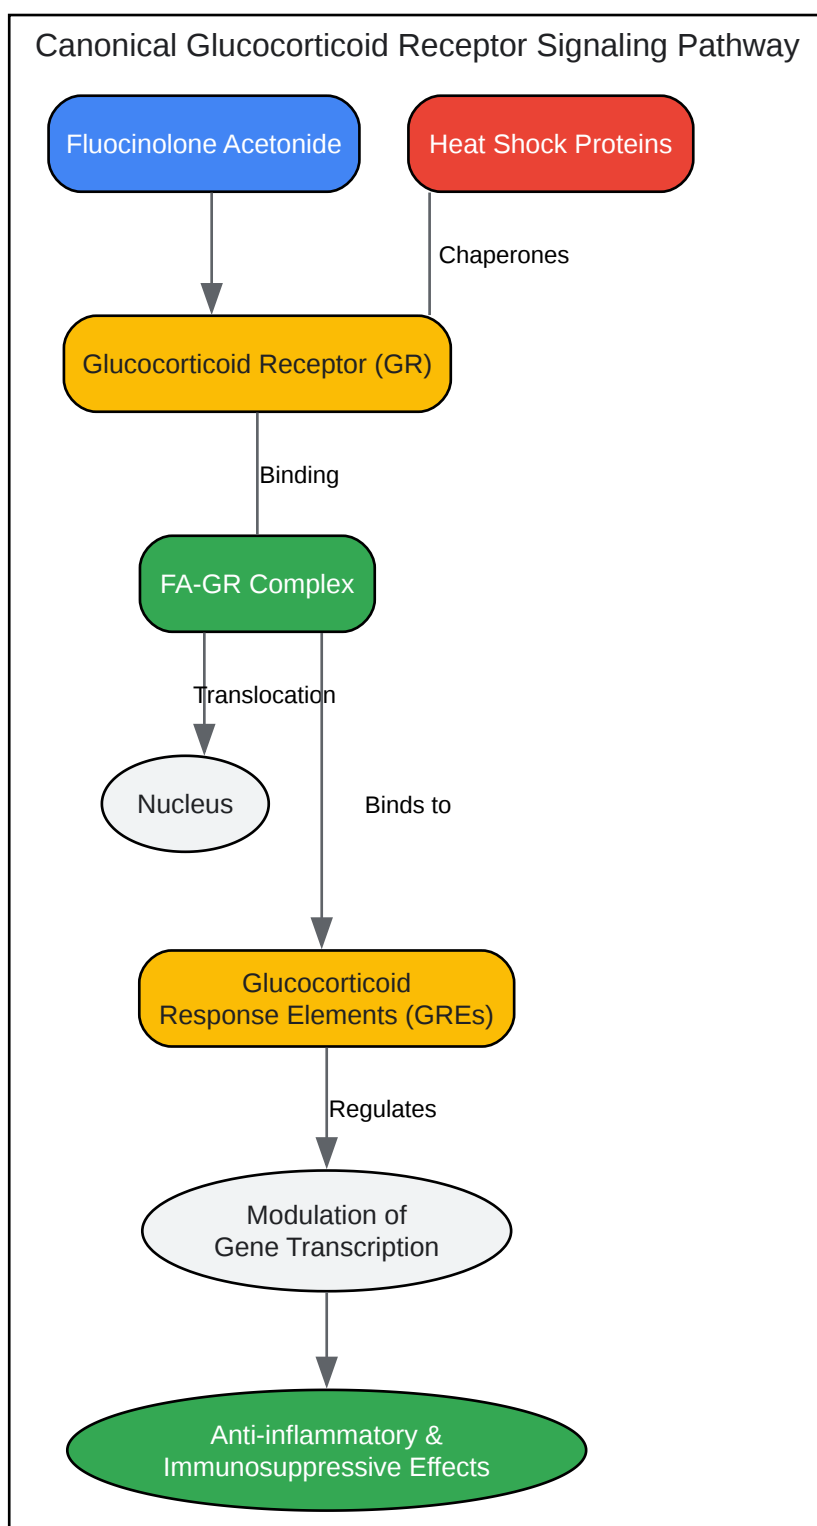 Canonical Glucocorticoid Receptor Signaling Pathway
Fluocinolone Acetonide
Heat Shock Proteins
Chaperones
Glucocorticoid Receptor (GR)
Binding
FA-GR Complex
Translocation
Nucleus
Binds to
Glucocorticoid
Response Elements (GREs)
Regulates
Modulation of
Gene Transcription
Anti-inflammatory &
Immunosuppressive Effects